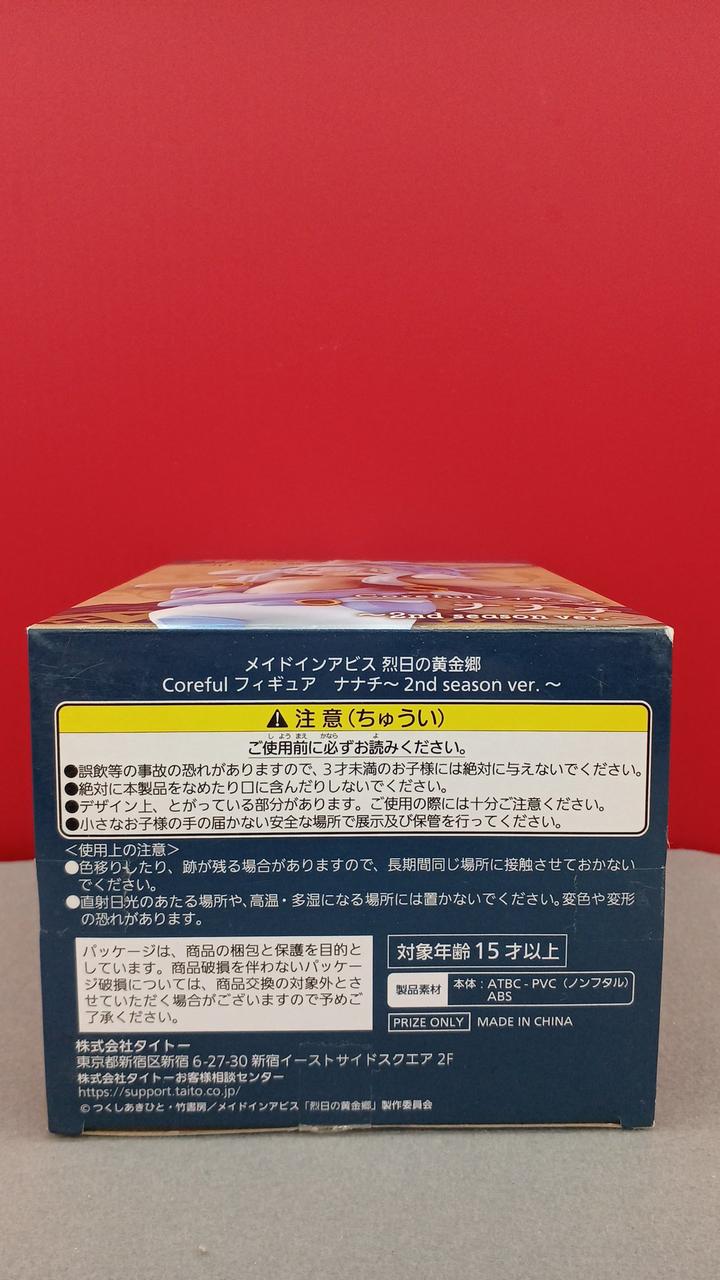 Coreful フィギュア
ナナチ
~2nd season ver.~
メイドインアビス 烈日の黄金郷
Coreful フィギュア　ナナチ～ 2nd season ver. ～
⚠ 注 意（ちゅうい）
しようまえ かなら よ
ご使用前に必ずお読みください。
●誤飲等の事故の恐れがありますので、3才未満のお子様には絶対に与えないでください。
●絶対に本製品をなめたり口に含んだりしないでください。
●デザイン上、とがっている部分があります。ご使用の際には十分ご注意ください。
●小さなお子様の手の届かない安全な場所で展示及び保管を行ってください。
＜使用上の注意＞
●色移りしたり、跡が残る場合がありますので、長期間同じ場所に接触させておかない
でください。
●直射日光のあたる場所や、高温・多湿になる場所には置かないでください。変色や変形
の恐れがあります。
パッケージは、商品の梱包と保護を目的と
しています。商品破損を伴わないパッケー
ジ破損については、商品交換の対象外とさ
せていただく場合がございますので予めご
了承ください。
対象年齢 15 才以上
製品素材
本体：ATBC - PVC（ノンフタル）
ABS
PRIZE ONLY MADE IN CHINA
株式会社タイトー
東京都新宿区新宿 6-27-30 新宿イーストサイドスクエア 2F
株式会社タイトーお客様相談センター
https://support.taito.co.jp/
© つくしあきひと・竹書房／メイドインアビス「烈日の黄金郷」製作委員会